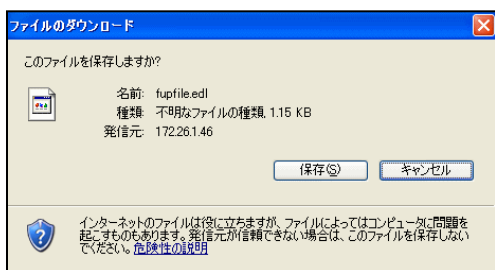 ファイルのダウンロード
このファイルを保存しますか?
名前: fupfile.edl
種類: 不明なファイルの種類, 1.15 KB
発信元: 172.26.1.46
保存(S)
キャンセル
インターネットのファイルは役に立ちますが、ファイルによってはコンピュータに問題を
起こすものもあります。発信元が信頼できない場合は、このファイルを保存しない
でください。危険性の説明